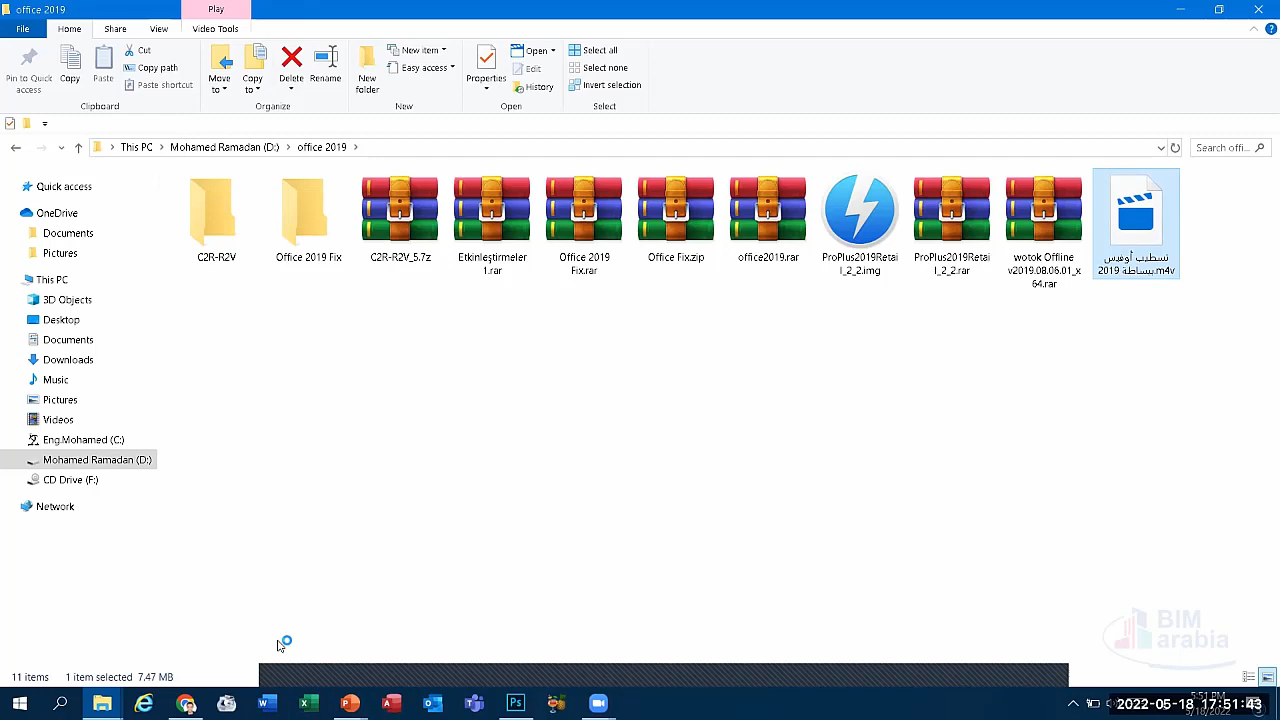 office 2019
Play
File
Home
Share
View
Video Tools
Pin to Quick access
Copy
Paste
Cut
Copy path
Paste shortcut
Clipboard
Move to
Copy to
Delete
Rename
Organize
New folder
New item
Easy access
New
Properties
Open
Edit
History
Open
Select all
Select none
Invert selection
Select
This PC
Mohamed Ramadan (D:)
office 2019
Search offi...
Quick access
OneDrive
Documents
Pictures
This PC
3D Objects
Desktop
Documents
Downloads
Music
Pictures
Videos
Eng.Mohamed (C:)
Mohamed Ramadan (D:)
CD Drive (F:)
Network
C2R-R2V
Office 2019 Fix
C2R-R2V_5.7z
Etkinleştirmeler
1.rar
Office 2019
Fix.rar
Office Fix.zip
office2019.rar
ProPlus2019Retai
l_2_2.img
ProPlus2019Retai
l_2_2.rar
wotok Offline
v2019.08.06.01_x
64.rar
تسطيب أوفيس
2019 ببساطة.m4v
BIM
arabia
11 items
1 item selected
7.47 MB
5:51 PM
2022-05-18 17:51:43
5/18/2022